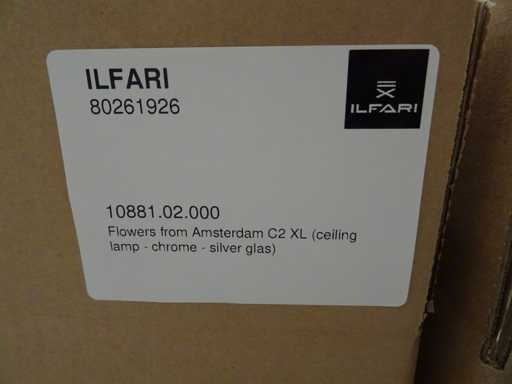 ILFARI
80261926
ILFARI
10881.02.000
Flowers from Amsterdam C2 XL (ceiling
lamp - chrome - silver glas)